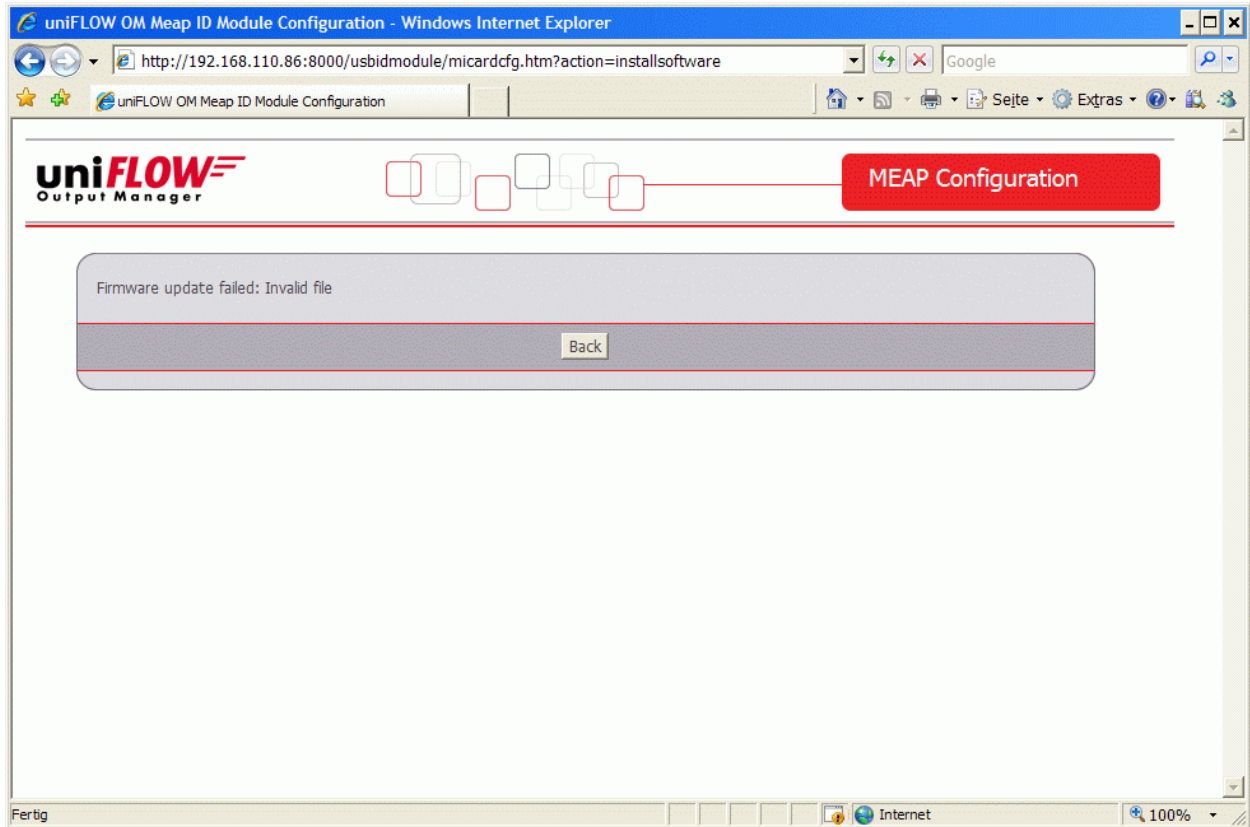 uniFLOW OM Meap ID Module Configuration - Windows Internet Explorer
http://192.168.110.86:8000/usbidmodule/micardcfg.htm?action=installsoftware
Google
uniFLOW OM Meap ID Module Configuration
Seite
Extras
uniFLOW
Output Manager
MEAP Configuration
Firmware update failed: Invalid file
Back
Fertig
Internet
100%